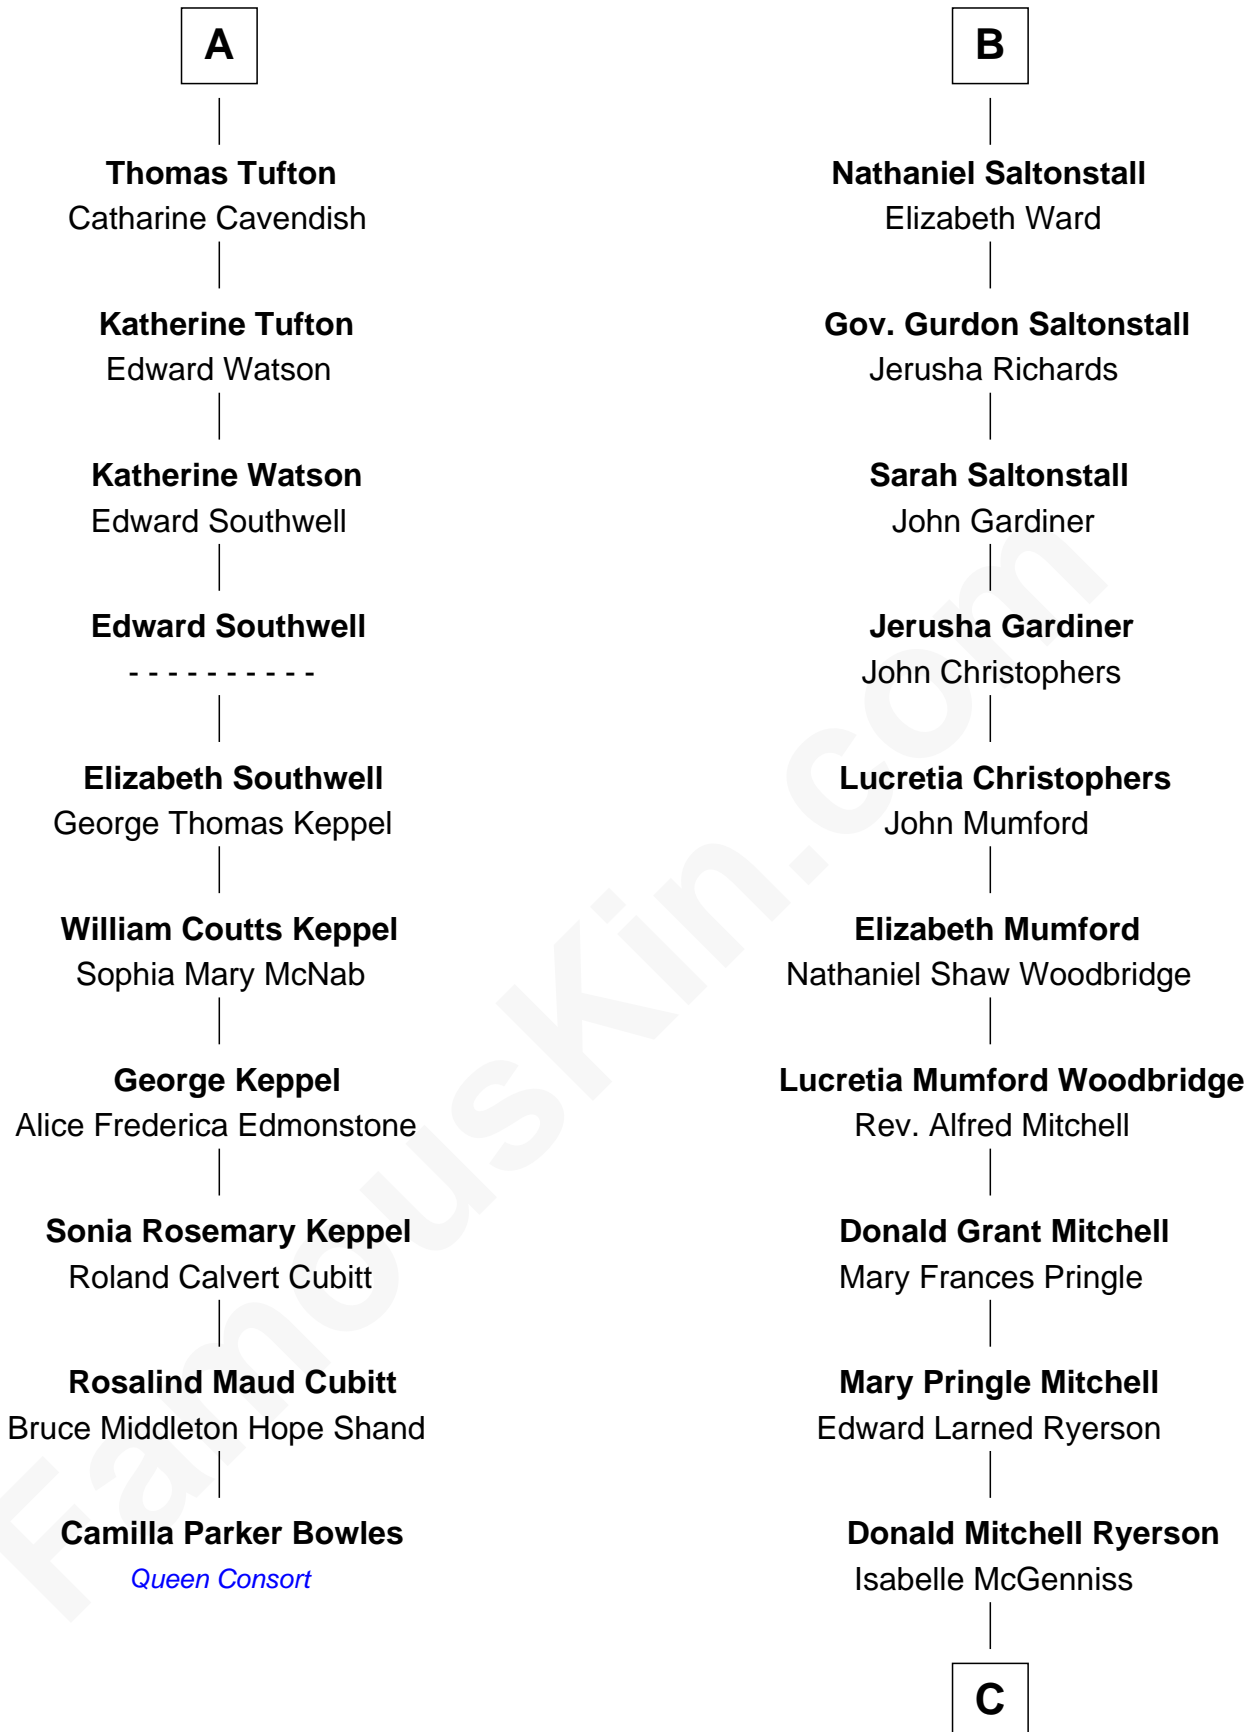 A
Thomas Tufton
Catharine Cavendish
Katherine Tufton
Edward Watson
Katherine Watson
Edward Southwell
Edward Southwell
- - - - - - - - - -
Elizabeth Southwell
George Thomas Keppel
William Coutts Keppel
Sophia Mary McNab
George Keppel
Alice Frederica Edmonstone
Sonia Rosemary Keppel
Roland Calvert Cubitt
Rosalind Maud Cubitt
Bruce Middleton Hope Shand
Camilla Parker Bowles
Queen Consort
B
Nathaniel Saltonstall
Elizabeth Ward
Gov. Gurdon Saltonstall
Jerusha Richards
Sarah Saltonstall
John Gardiner
Jerusha Gardiner
John Christophers
Lucretia Christophers
John Mumford
Elizabeth Mumford
Nathaniel Shaw Woodbridge
Lucretia Mumford Woodbridge
Rev. Alfred Mitchell
Donald Grant Mitchell
Mary Frances Pringle
Mary Pringle Mitchell
Edward Larned Ryerson
Donald Mitchell Ryerson
Isabelle McGenniss
C
FamousKin.com